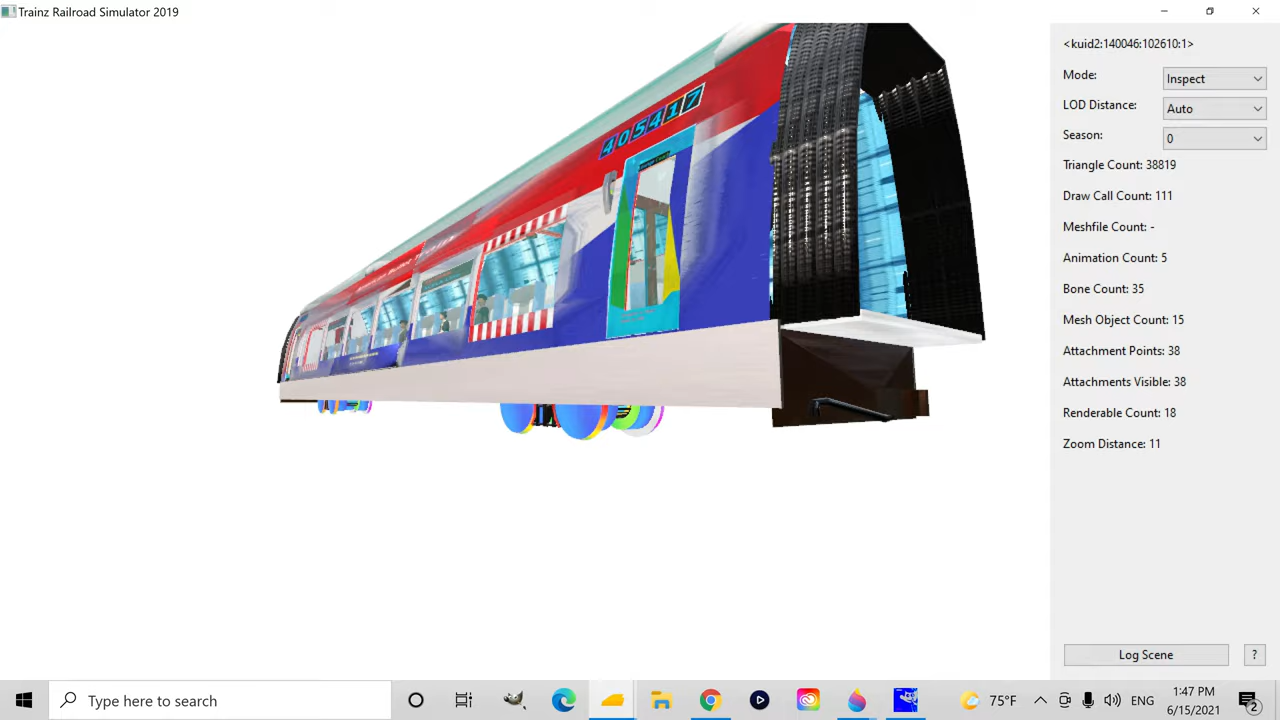 Trainz Railroad Simulator 2019
405417
<kuid2:140046:102610:1>
Mode: Inspect
LOD Distance: Auto
Season: 0
Triangle Count: 38819
Draw Call Count: 111
Meshfile Count: -
Animation Count: 5
Bone Count: 35
Mesh Object Count: 15
Attachment Points: 38
Attachments Visible: 38
Rendeable Count: 18
Zoom Distance: 11
Log Scene ?
Type here to search
75°F
ENG
1:47 PM
6/15/2021
2